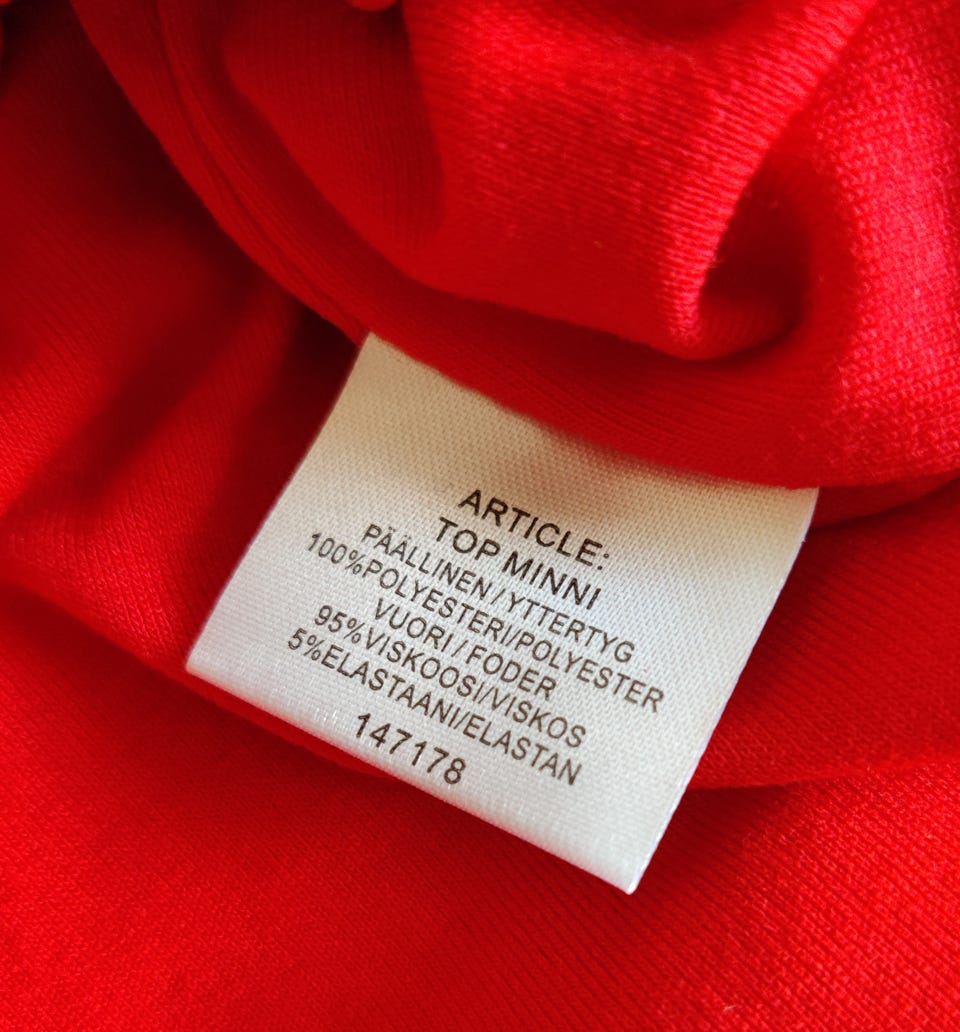 ARTICLE:
TOP MINNI
PÄÄLLINEN/YTTERTYG
100%POLYESTERI/POLYESTER
VUORI/FODER
95%VISKOOSI/VISKOS
5%ELASTAANI/ELASTAN
147178